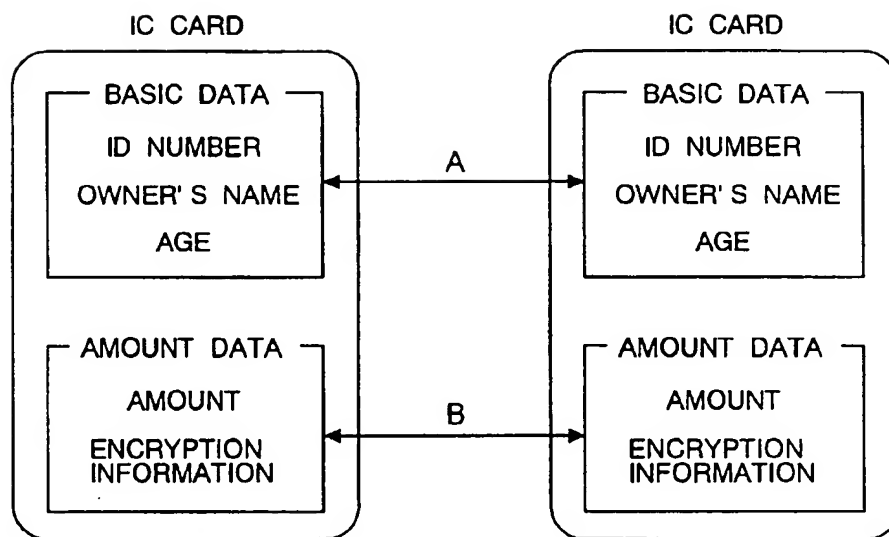 IC CARD
BASIC DATA
ID NUMBER
OWNER'S NAME
AGE
AMOUNT DATA
AMOUNT
ENCRYPTION
INFORMATION
A
B
IC CARD
BASIC DATA
ID NUMBER
OWNER'S NAME
AGE
AMOUNT DATA
AMOUNT
ENCRYPTION
INFORMATION